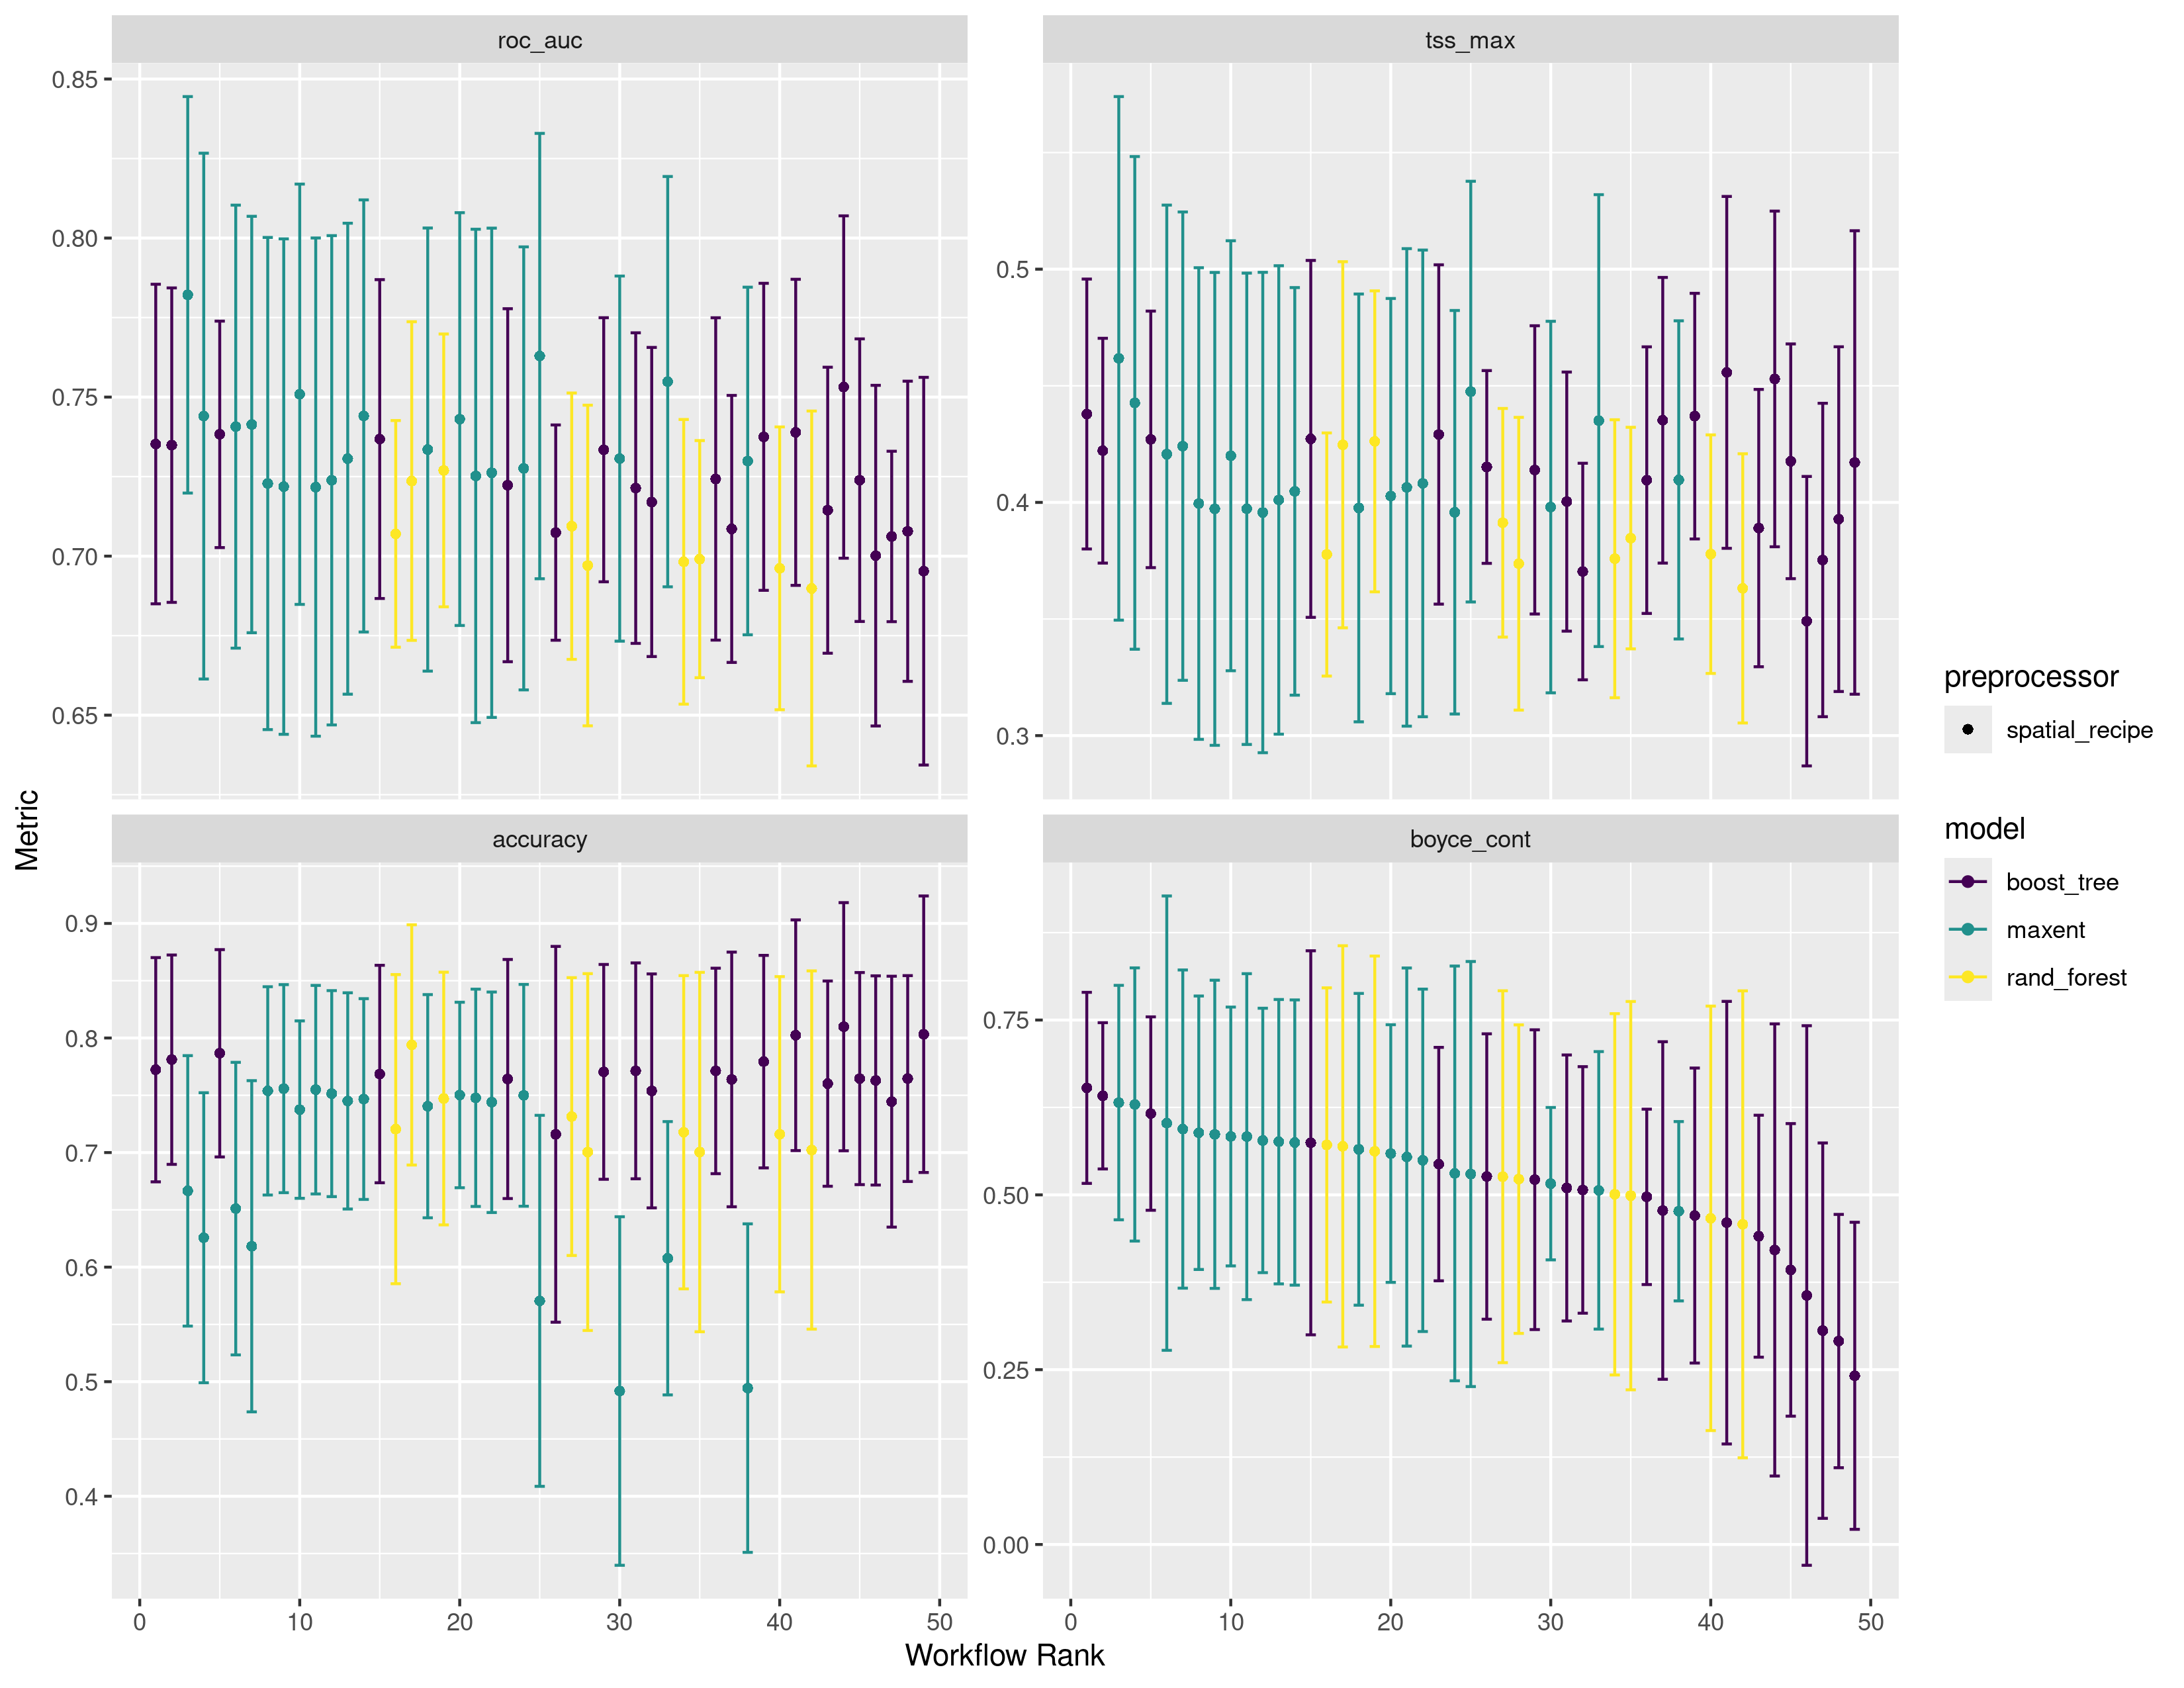 roc_auc
tss_max
0.85
0.80
0.75
0.70
0.65
0.5
0.4
0.3
accuracy
boyce_cont
0.9
0.8
0.7
0.6
0.5
0.4
0.75
0.50
0.25
0.00
0 10 20 30 40 50
0 10 20 30 40 50
Workflow Rank
Metric
preprocessor
spatial_recipe
model
boost_tree
maxent
rand_forest